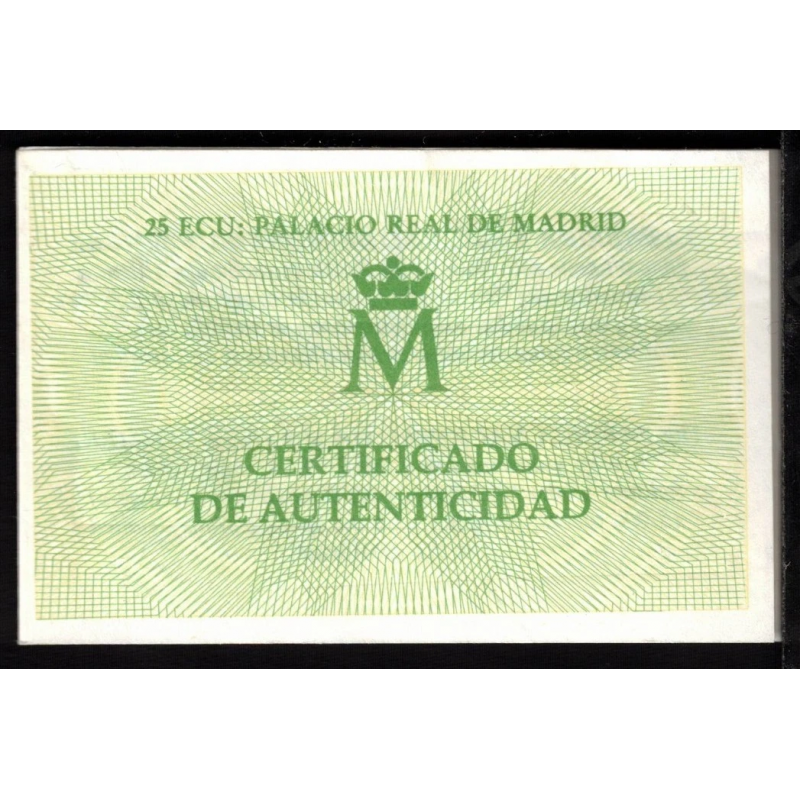 25 ECU: PALACIO REAL DE MADRID
M
CERTIFICADO
DE AUTENTICIDAD